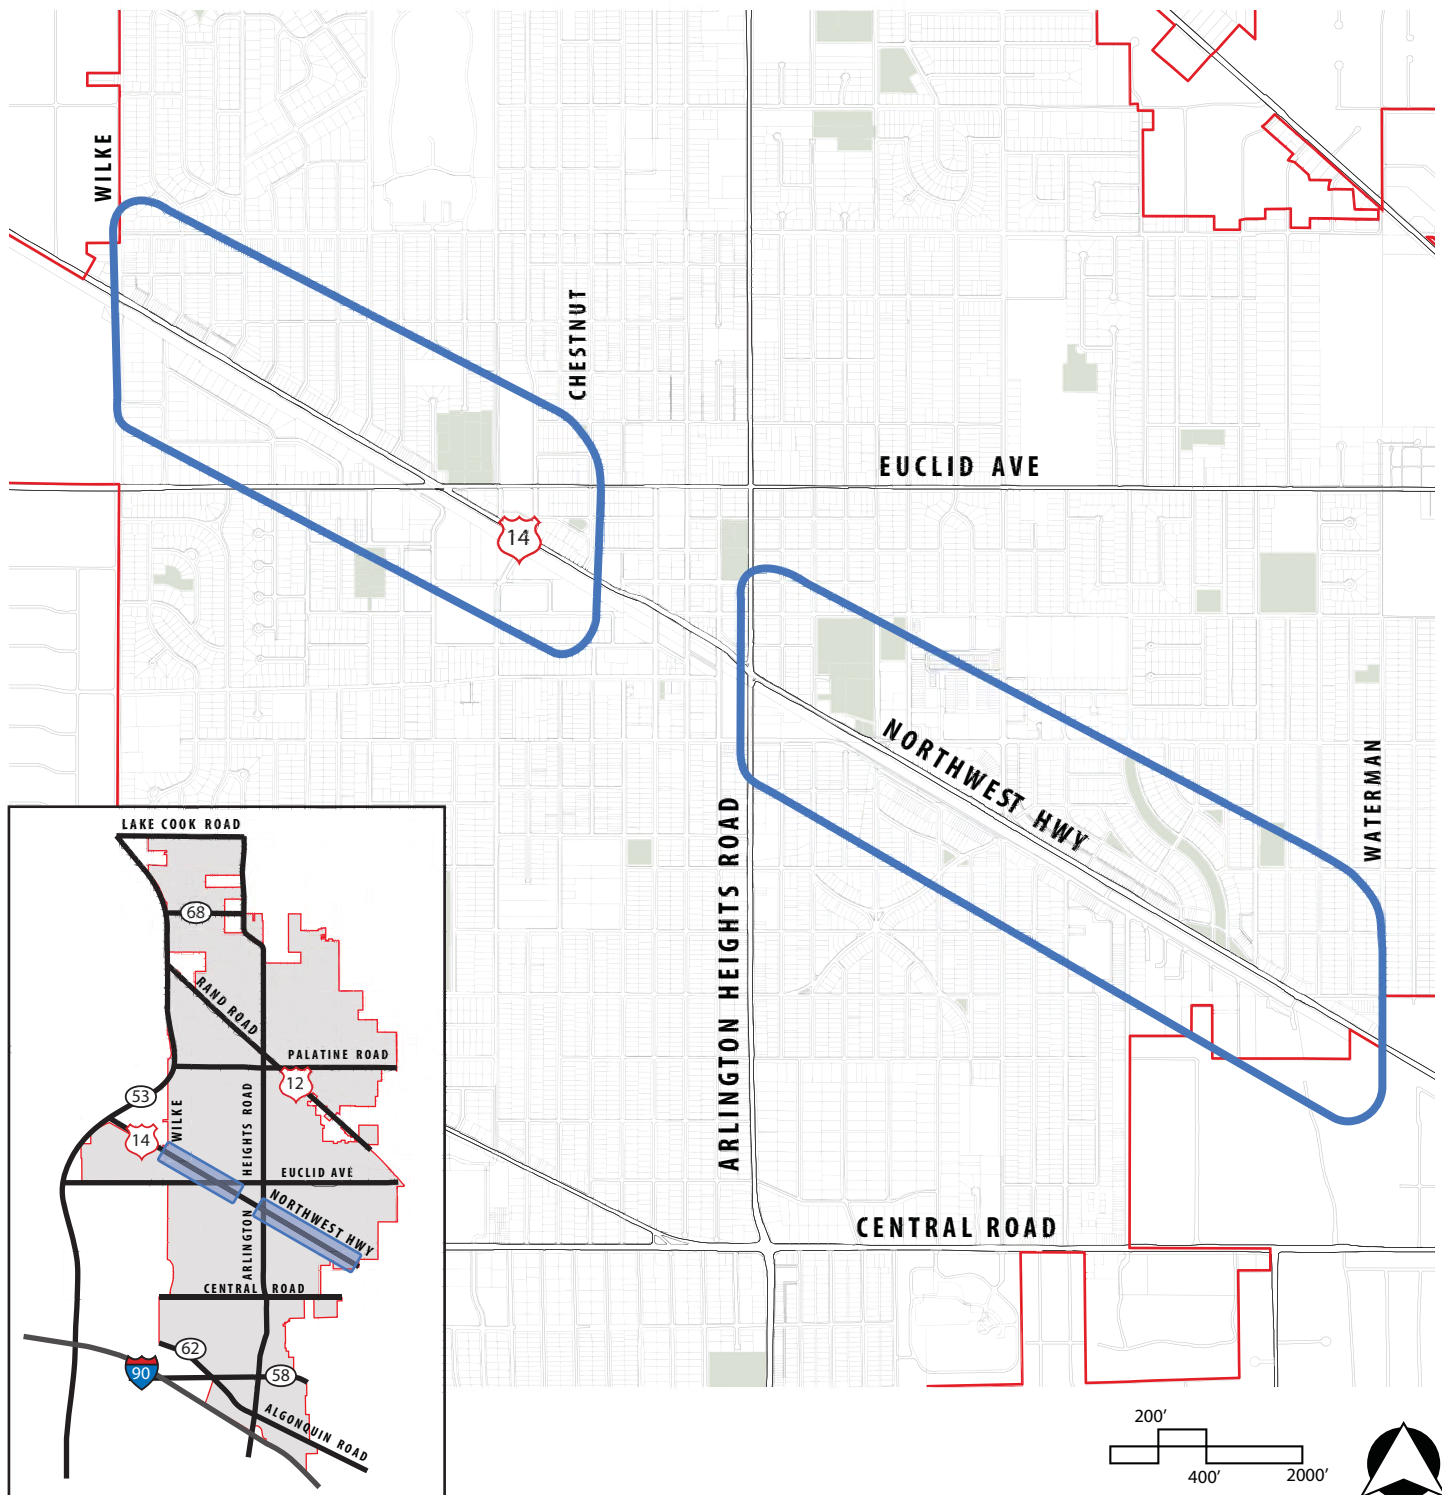 WILKE
CHESTNUT
EUCLID AVE
14
NORTHWEST HWY
WATERMAN
ARLINGTON HEIGHTS ROAD
CENTRAL ROAD
LAKE COOK ROAD
68
RAND ROAD
PALATINE ROAD
12
53
WILKE
14
ARLINGTON HEIGHTS ROAD
EUCLID AVE
NORTHWEST HWY
CENTRAL ROAD
62
90
58
ALGONQUIN ROAD
200'
400'
2000'